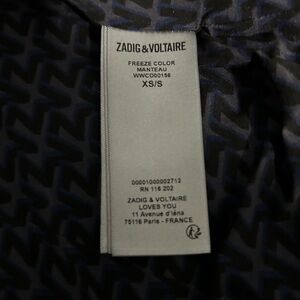 ZADIG&VOLTAIRE
FREEZE COLOR
MANTEAU
WWCO00156
XS/S
00001000002712
RN 116 202
ZADIG & VOLTAIRE
LOVES YOU
11 Avenue d'Iéna
75116 Paris - FRANCE